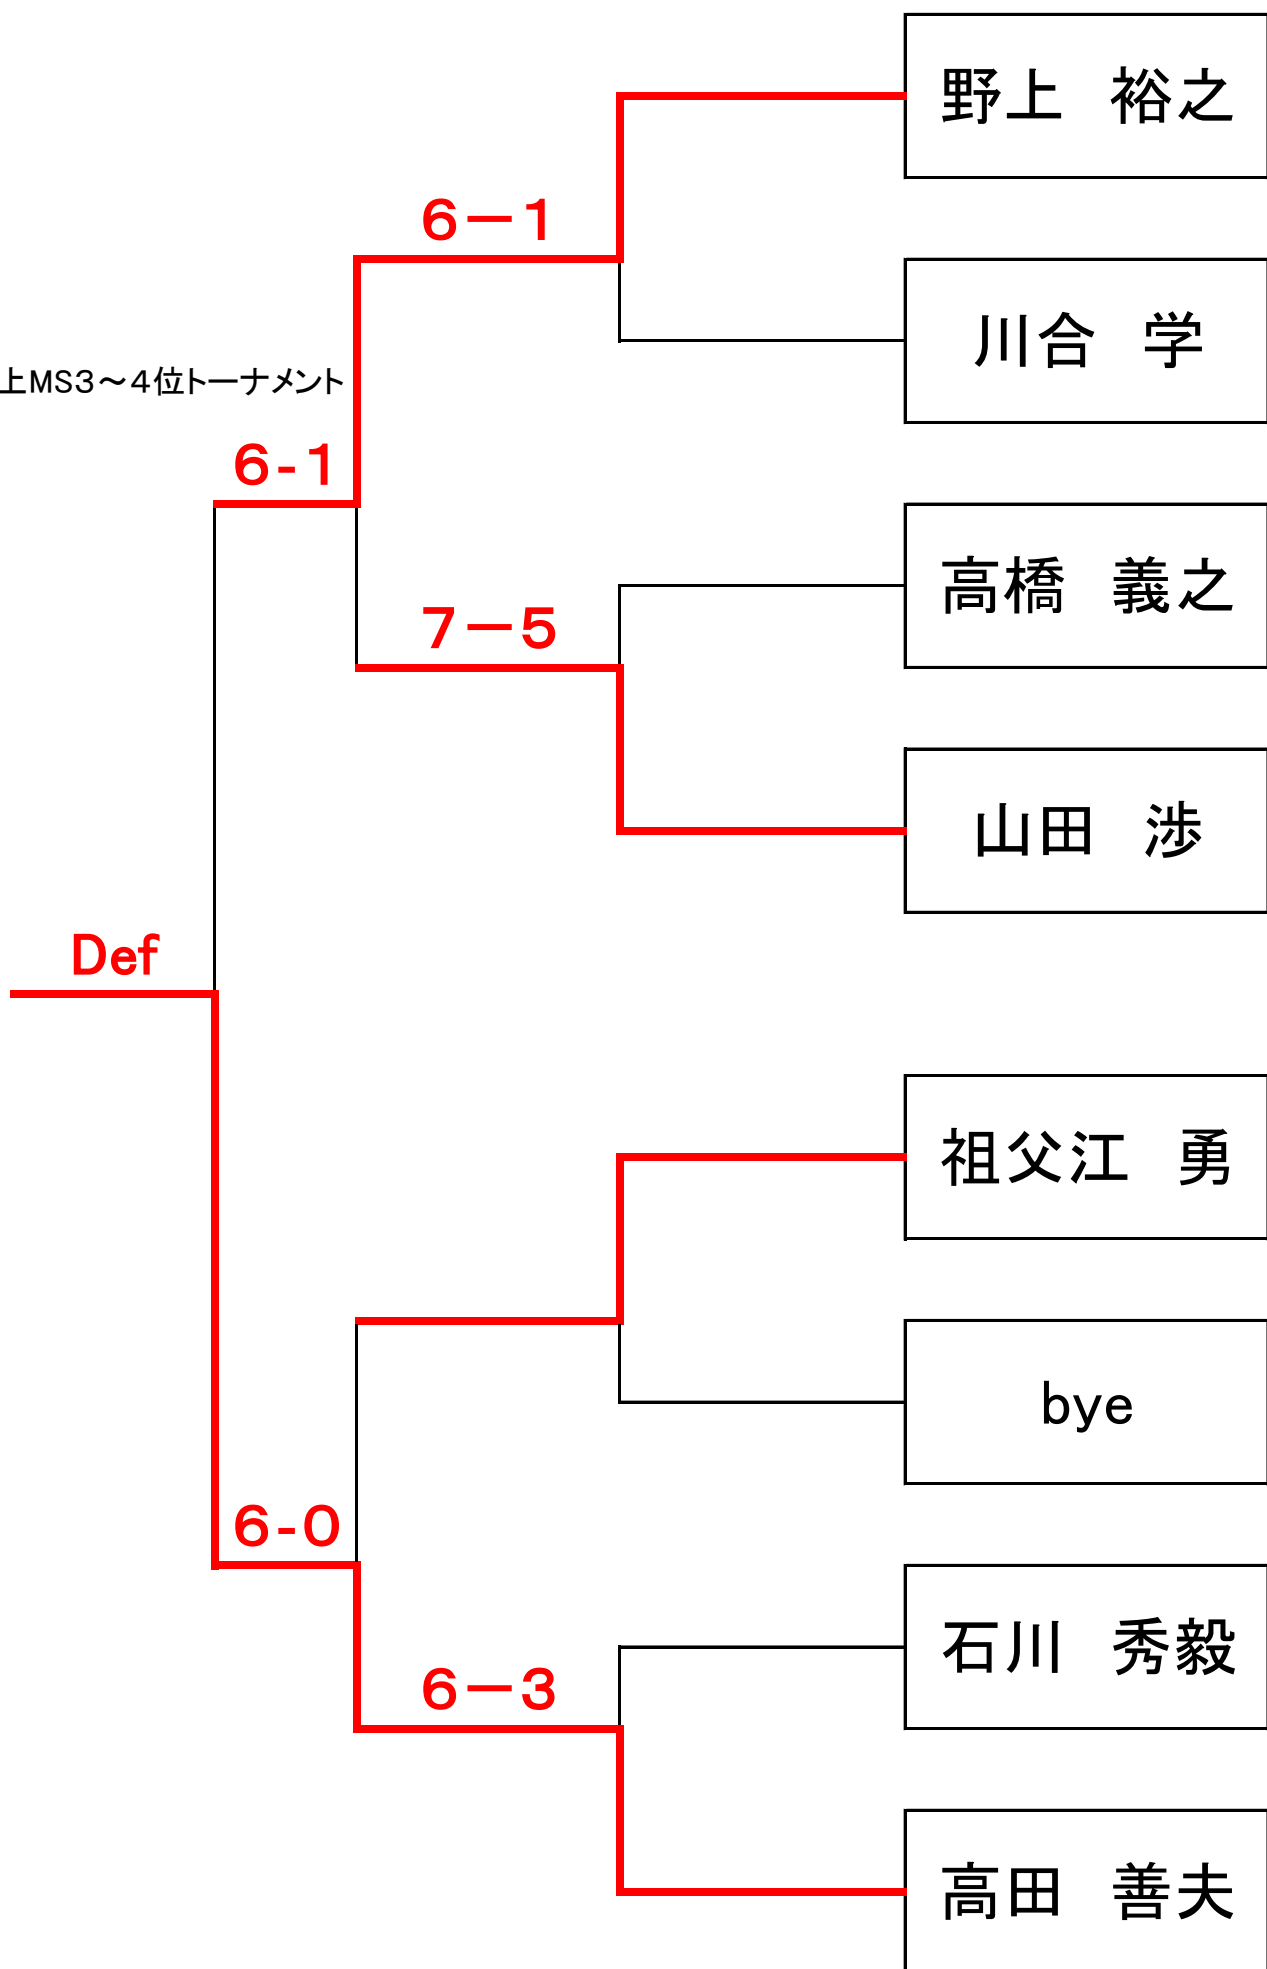 野上　裕之
6－1
川合　学
上MS3～4位トーナメント
6-1
高橋　義之
7－5
山田　渉
Def
祖父江　勇
bye
6-0
石川　秀毅
6－3
高田　善夫